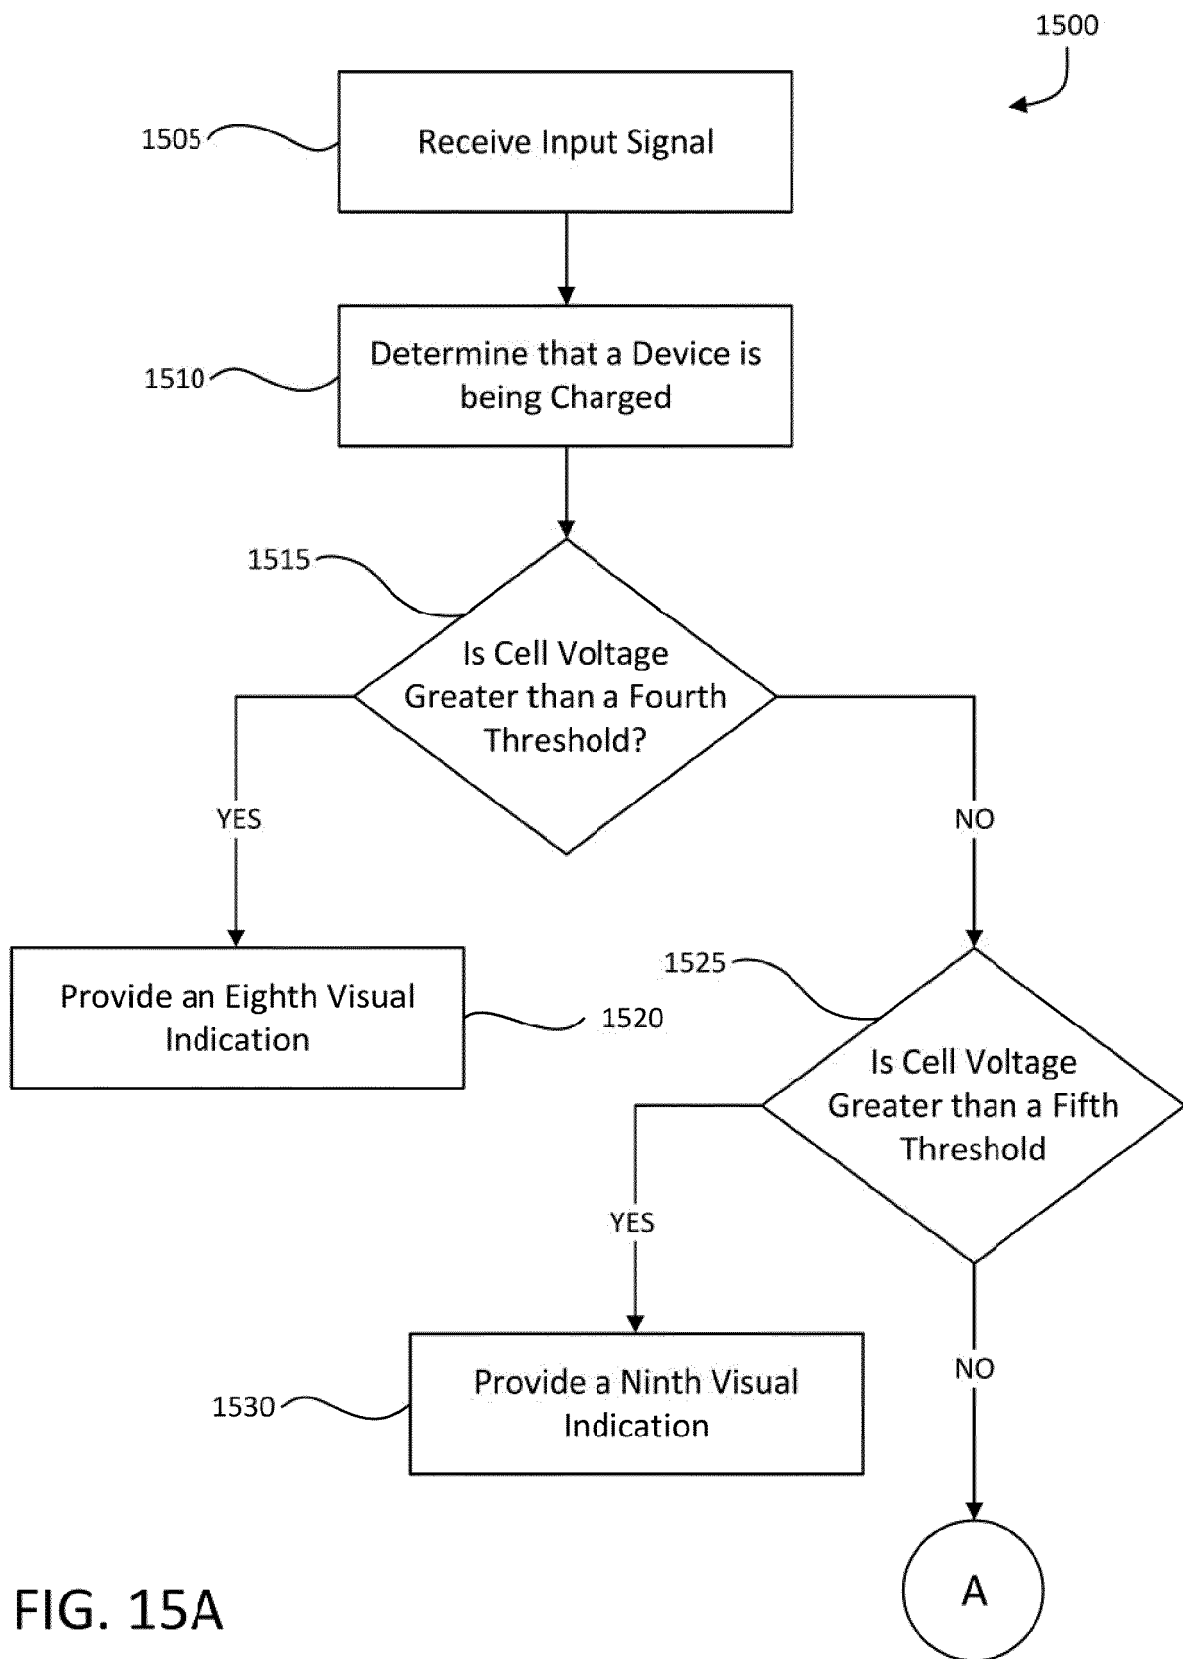 1500
1505
Receive Input Signal
1510
Determine that a Device is
being Charged
1515
Is Cell Voltage
Greater than a Fourth
Threshold?
YES
NO
Provide an Eighth Visual
Indication
1520
1525
Is Cell Voltage
Greater than a Fifth
Threshold
YES
NO
1530
Provide a Ninth Visual
Indication
A
FIG. 15A